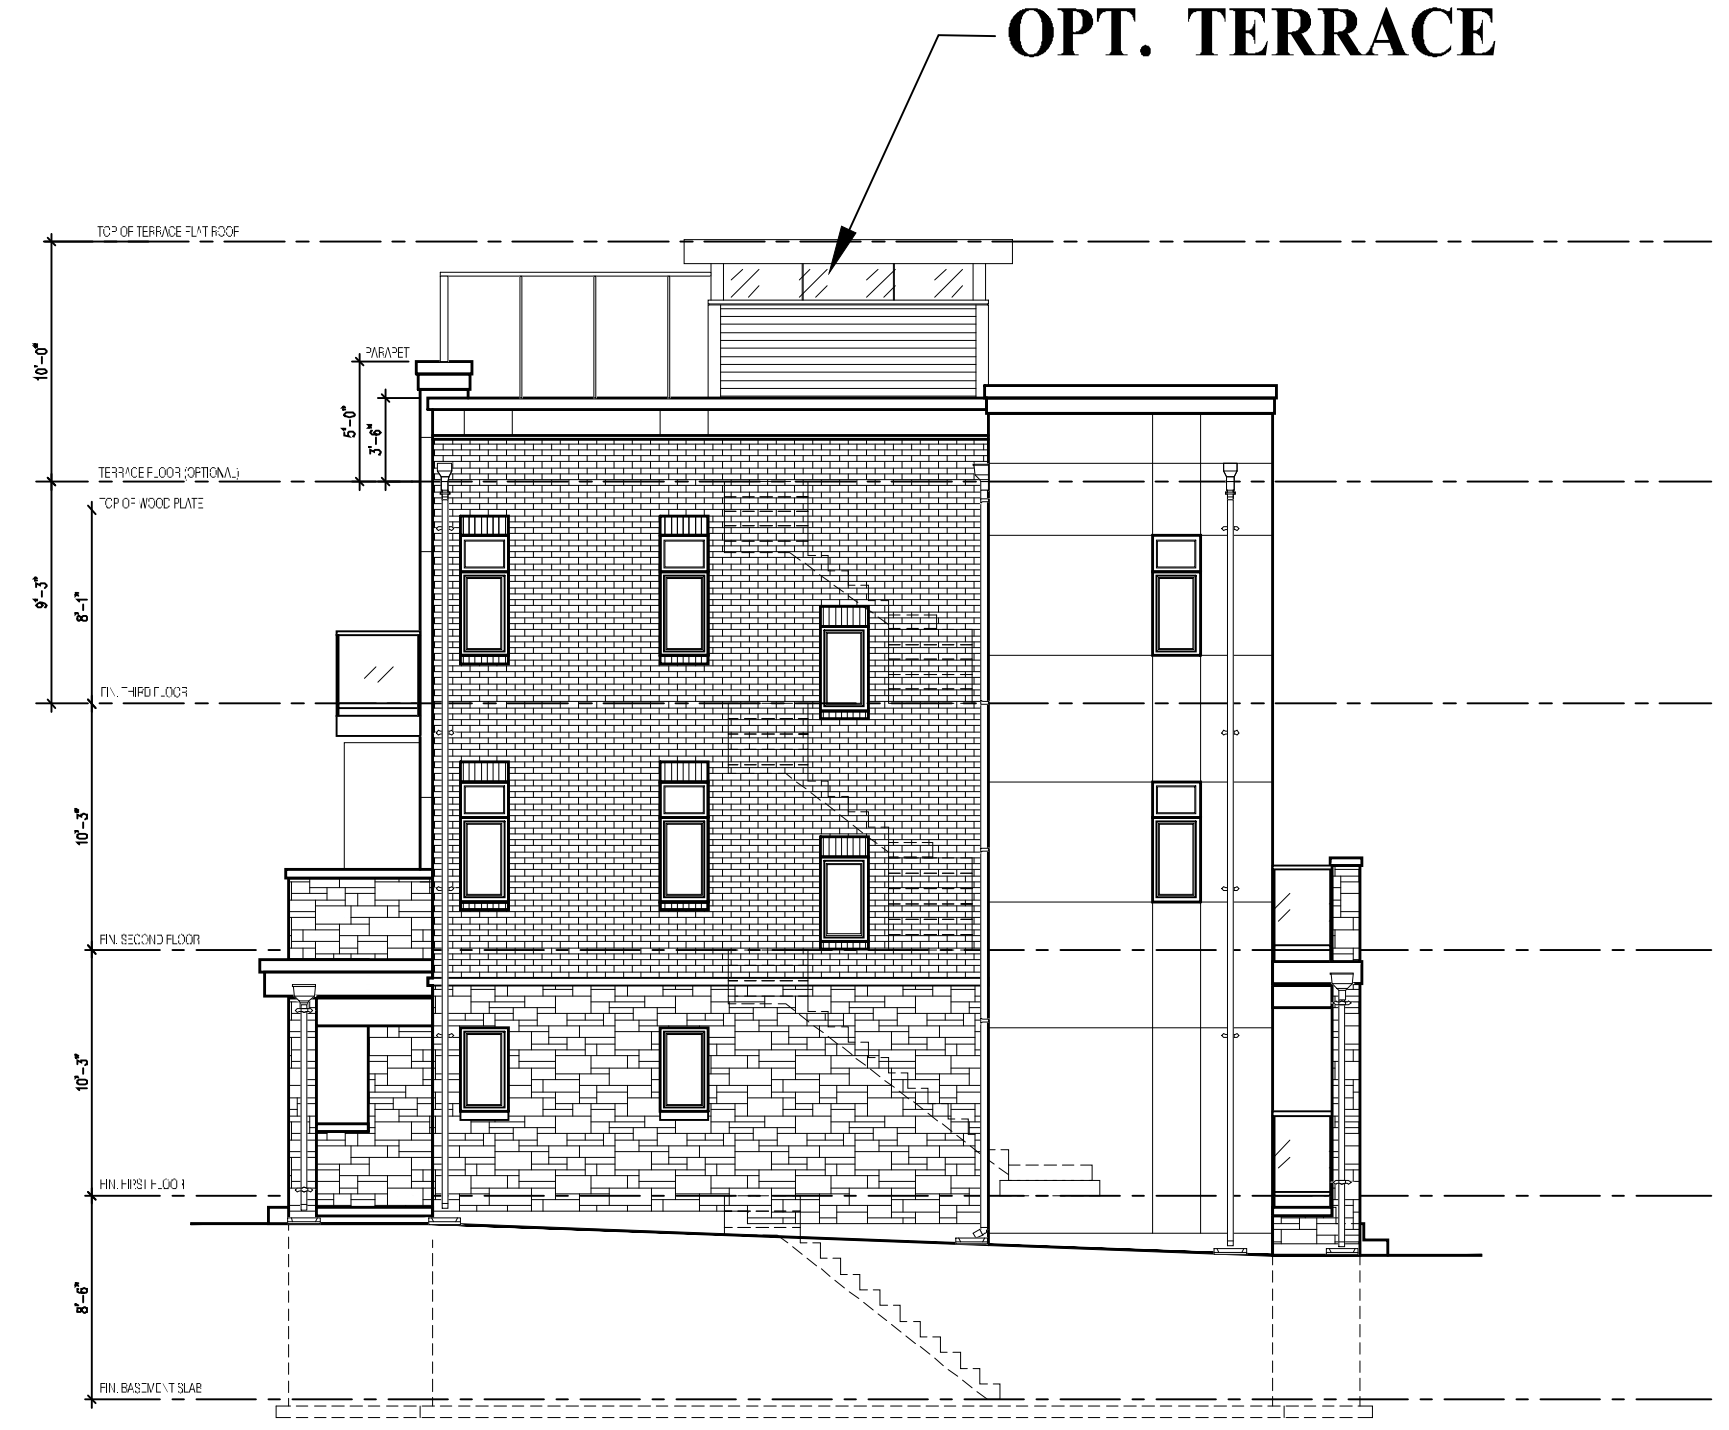 OPT. TERRACE
TOP OF TERRACE FLAT ROOF
10'-0"
PARAPET
5'-0"
3'-6"
TERRACE FLOOR (OPTIONAL)
TOP OF WOOD PLATE
9'-3"
8'-1"
FIN. THIRD FLOOR
10'-3"
FIN. SECOND FLOOR
10'-3"
FIN. FIRST FLOOR
8'-6"
FIN. BASEMENT SLAB